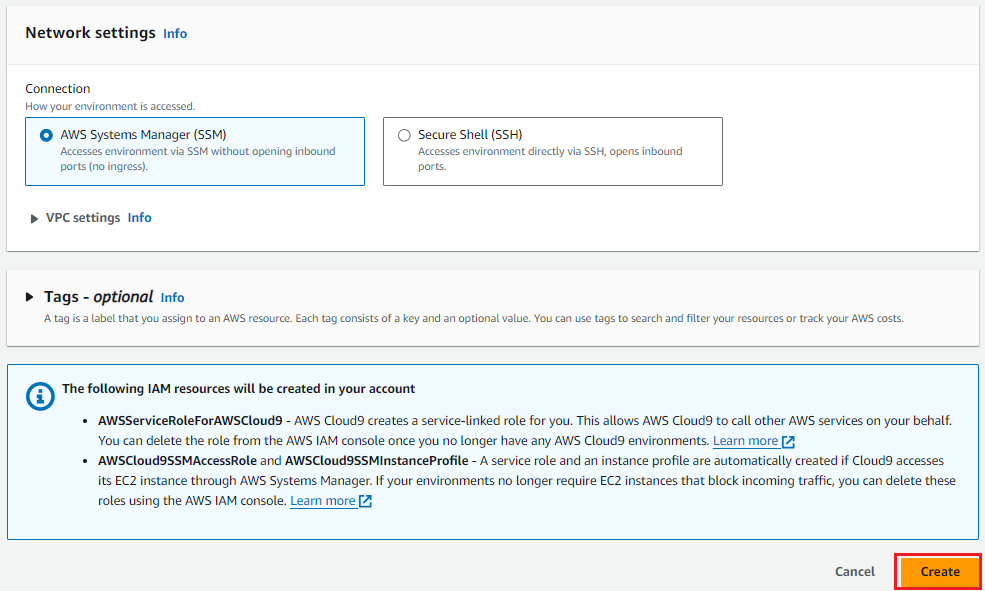 Network settings Info
Connection
How your environment is accessed.
AWS Systems Manager (SSM)
Accesses environment via SSM without opening inbound
ports (no ingress).
Secure Shell (SSH)
Accesses environment directly via SSH, opens inbound
ports.
VPC settings Info
Tags - optional Info
A tag is a label that you assign to an AWS resource. Each tag consists of a key and an optional value. You can use tags to search and filter your resources or track your AWS costs.
The following IAM resources will be created in your account
• AWSServiceRoleForAWSCloud9 - AWS Cloud9 creates a service-linked role for you. This allows AWS Cloud9 to call other AWS services on your behalf.
You can delete the role from the AWS IAM console once you no longer have any AWS Cloud9 environments. Learn more
• AWSCloud9SSMAccessRole and AWSCloud9SSMInstanceProfile - A service role and an instance profile are automatically created if Cloud9 accesses
its EC2 instance through AWS Systems Manager. If your environments no longer require EC2 instances that block incoming traffic, you can delete these
roles using the AWS IAM console. Learn more
Cancel
Create